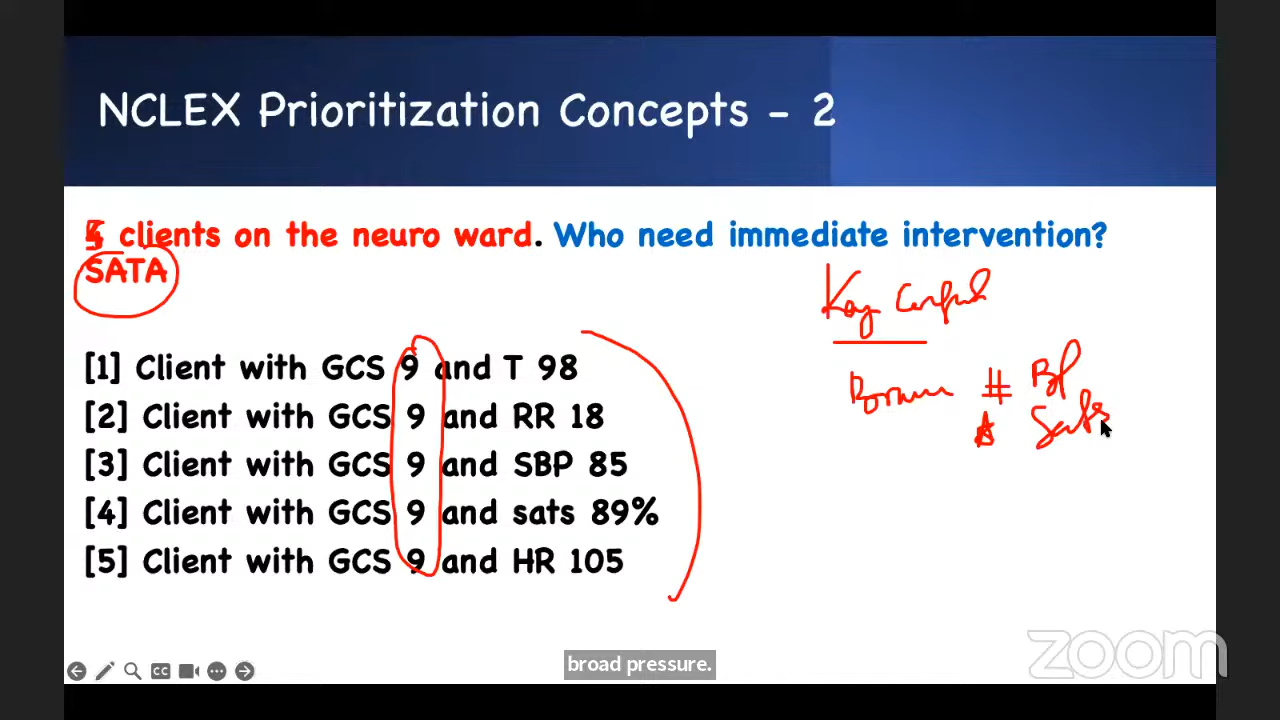 NCLEX Prioritization Concepts - 2
5 clients on the neuro ward. Who need immediate intervention?
SATA
Key
BP
Sats
[1] Client with GCS 9 and T 98
[2] Client with GCS 9 and RR 18
[3] Client with GCS 9 and SBP 85
[4] Client with GCS 9 and sats 89%
[5] Client with GCS 9 and HR 105
CC
broad pressure.
zoom